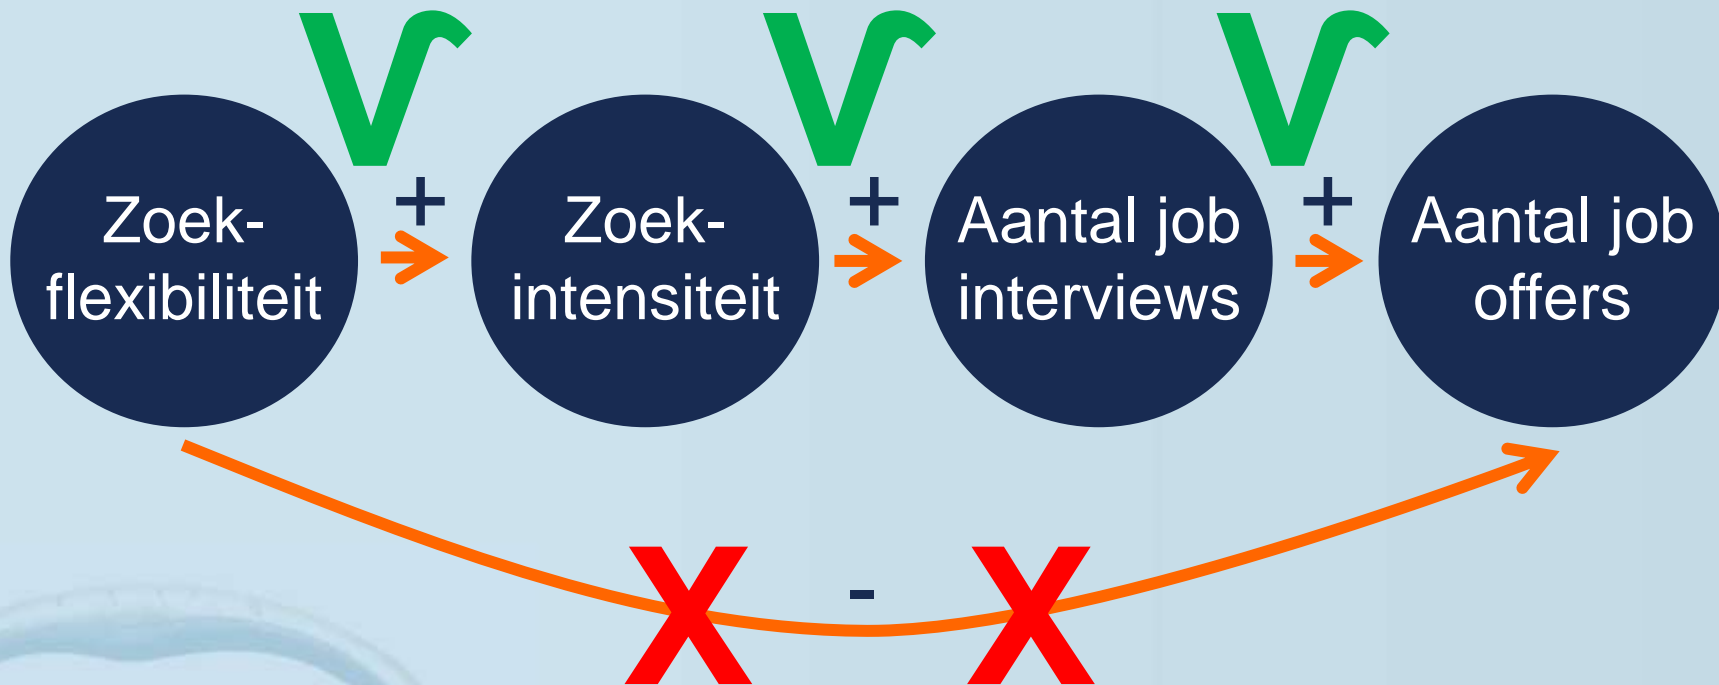 V V V
+ + +
Zoek-
flexibiliteit
Zoek-
intensiteit
Aantal job
interviews
Aantal job
offers
X - X